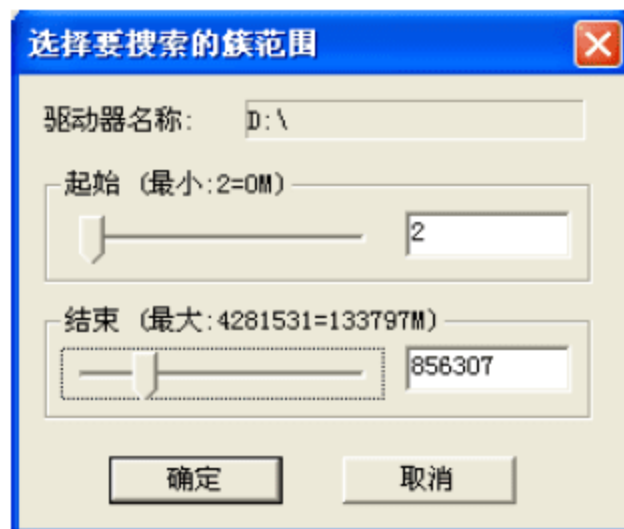 选择要搜索的簇范围
驱动器名称: D:\
起始 (最小:2=0M)
2
结束 (最大:4281531=133797M)
856307
确定 取消